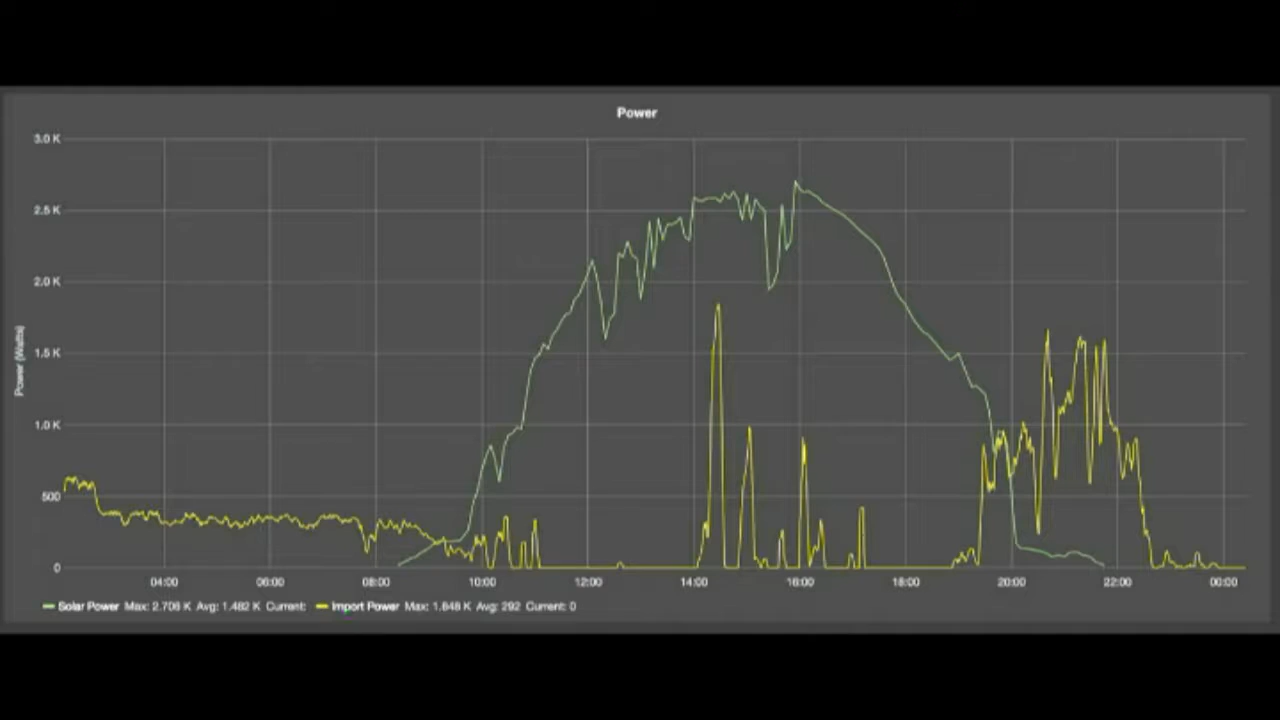 Power
3.0 K
2.5 K
2.0 K
1.5 K
1.0 K
500
0
Power (Watts)
04:00 06:00 08:00 10:00 12:00 14:00 16:00 18:00 20:00 22:00 00:00
Solar Power Max: 2.706 K Avg: 1.482 K Current: Import Power Max: 1.848 K Avg: 292 Current: 0